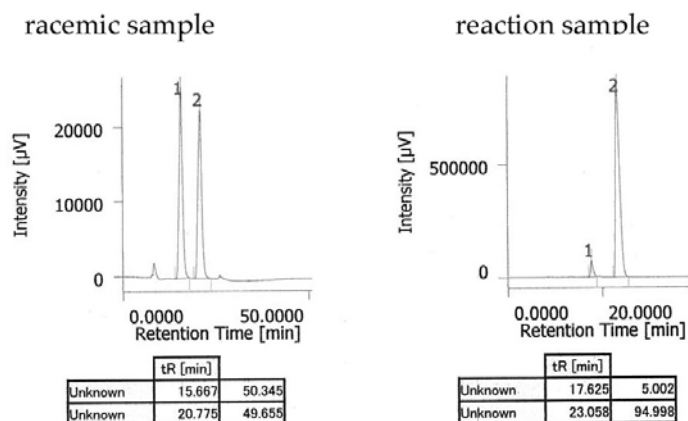 racemic sample
reaction sample
Intensity [µV]
20000
10000
0
1
2
0.0000 50.0000
Retention Time [min]
tR [min]
Unknown 15.667 50.345
Unknown 20.775 49.655
Intensity [µV]
500000
0
1
2
0.0000 20.0000
Retention Time [min]
tR [min]
Unknown 17.625 5.002
Unknown 23.058 94.998